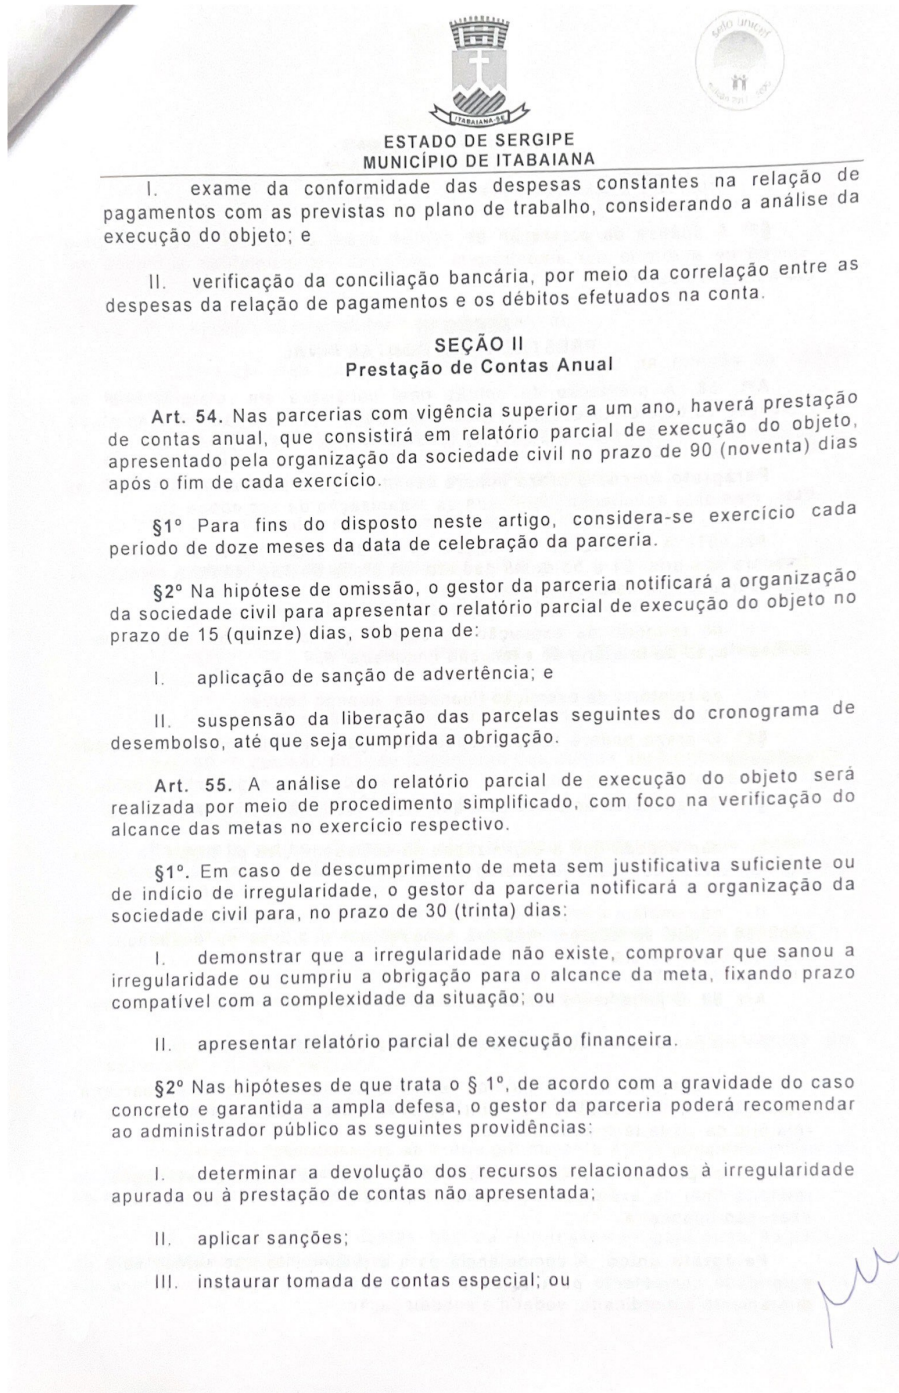 selo unicef
ITABAIANA-SE
ESTADO DE SERGIPE
MUNICÍPIO DE ITABAIANA
I. exame da conformidade das despesas constantes na relação de
pagamentos com as previstas no plano de trabalho, considerando a análise da
execução do objeto; e
II. verificação da conciliação bancária, por meio da correlação entre as
despesas da relação de pagamentos e os débitos efetuados na conta.
SEÇÃO II
Prestação de Contas Anual
Art. 54. Nas parcerias com vigência superior a um ano, haverá prestação
de contas anual, que consistirá em relatório parcial de execução do objeto,
apresentado pela organização da sociedade civil no prazo de 90 (noventa) dias
após o fim de cada exercício.
§1º Para fins do disposto neste artigo, considera-se exercício cada
período de doze meses da data de celebração da parceria.
§2º Na hipótese de omissão, o gestor da parceria notificará a organização
da sociedade civil para apresentar o relatório parcial de execução do objeto no
prazo de 15 (quinze) dias, sob pena de:
I. aplicação de sanção de advertência; e
II. suspensão da liberação das parcelas seguintes do cronograma de
desembolso, até que seja cumprida a obrigação.
Art. 55. A análise do relatório parcial de execução do objeto será
realizada por meio de procedimento simplificado, com foco na verificação do
alcance das metas no exercício respectivo.
§1º. Em caso de descumprimento de meta sem justificativa suficiente ou
de indício de irregularidade, o gestor da parceria notificará a organização da
sociedade civil para, no prazo de 30 (trinta) dias:
I. demonstrar que a irregularidade não existe, comprovar que sanou a
irregularidade ou cumpriu a obrigação para o alcance da meta, fixando prazo
compatível com a complexidade da situação; ou
II. apresentar relatório parcial de execução financeira.
§2º Nas hipóteses de que trata o § 1º, de acordo com a gravidade do caso
concreto e garantida a ampla defesa, o gestor da parceria poderá recomendar
ao administrador público as seguintes providências:
I. determinar a devolução dos recursos relacionados à irregularidade
apurada ou à prestação de contas não apresentada;
II. aplicar sanções;
III. instaurar tomada de contas especial; ou